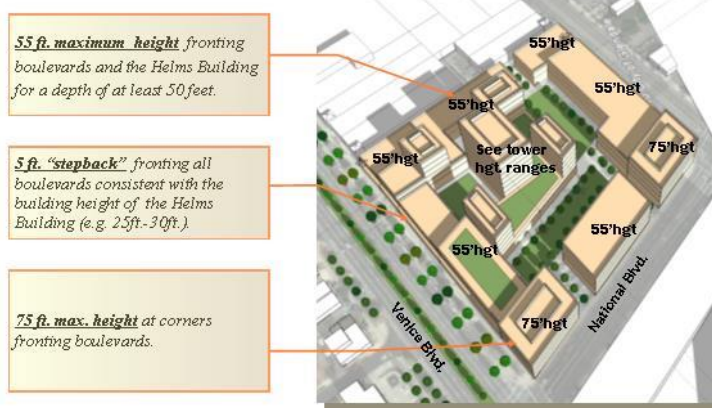 55 ft. maximum height fronting
boulevards and the Helms Building
for a depth of at least 50 feet.
5 ft. "stepback" fronting all
boulevards consistent with the
building height of the Helms
Building (e.g. 25ft.-30ft.).
75 ft. max. height at corners
fronting boulevards.
55'hgt
55'hgt
55'hgt
75'hgt
See tower
hgt. ranges
55'hgt
55'hgt
75'hgt
Venice Blvd.
National Blvd.